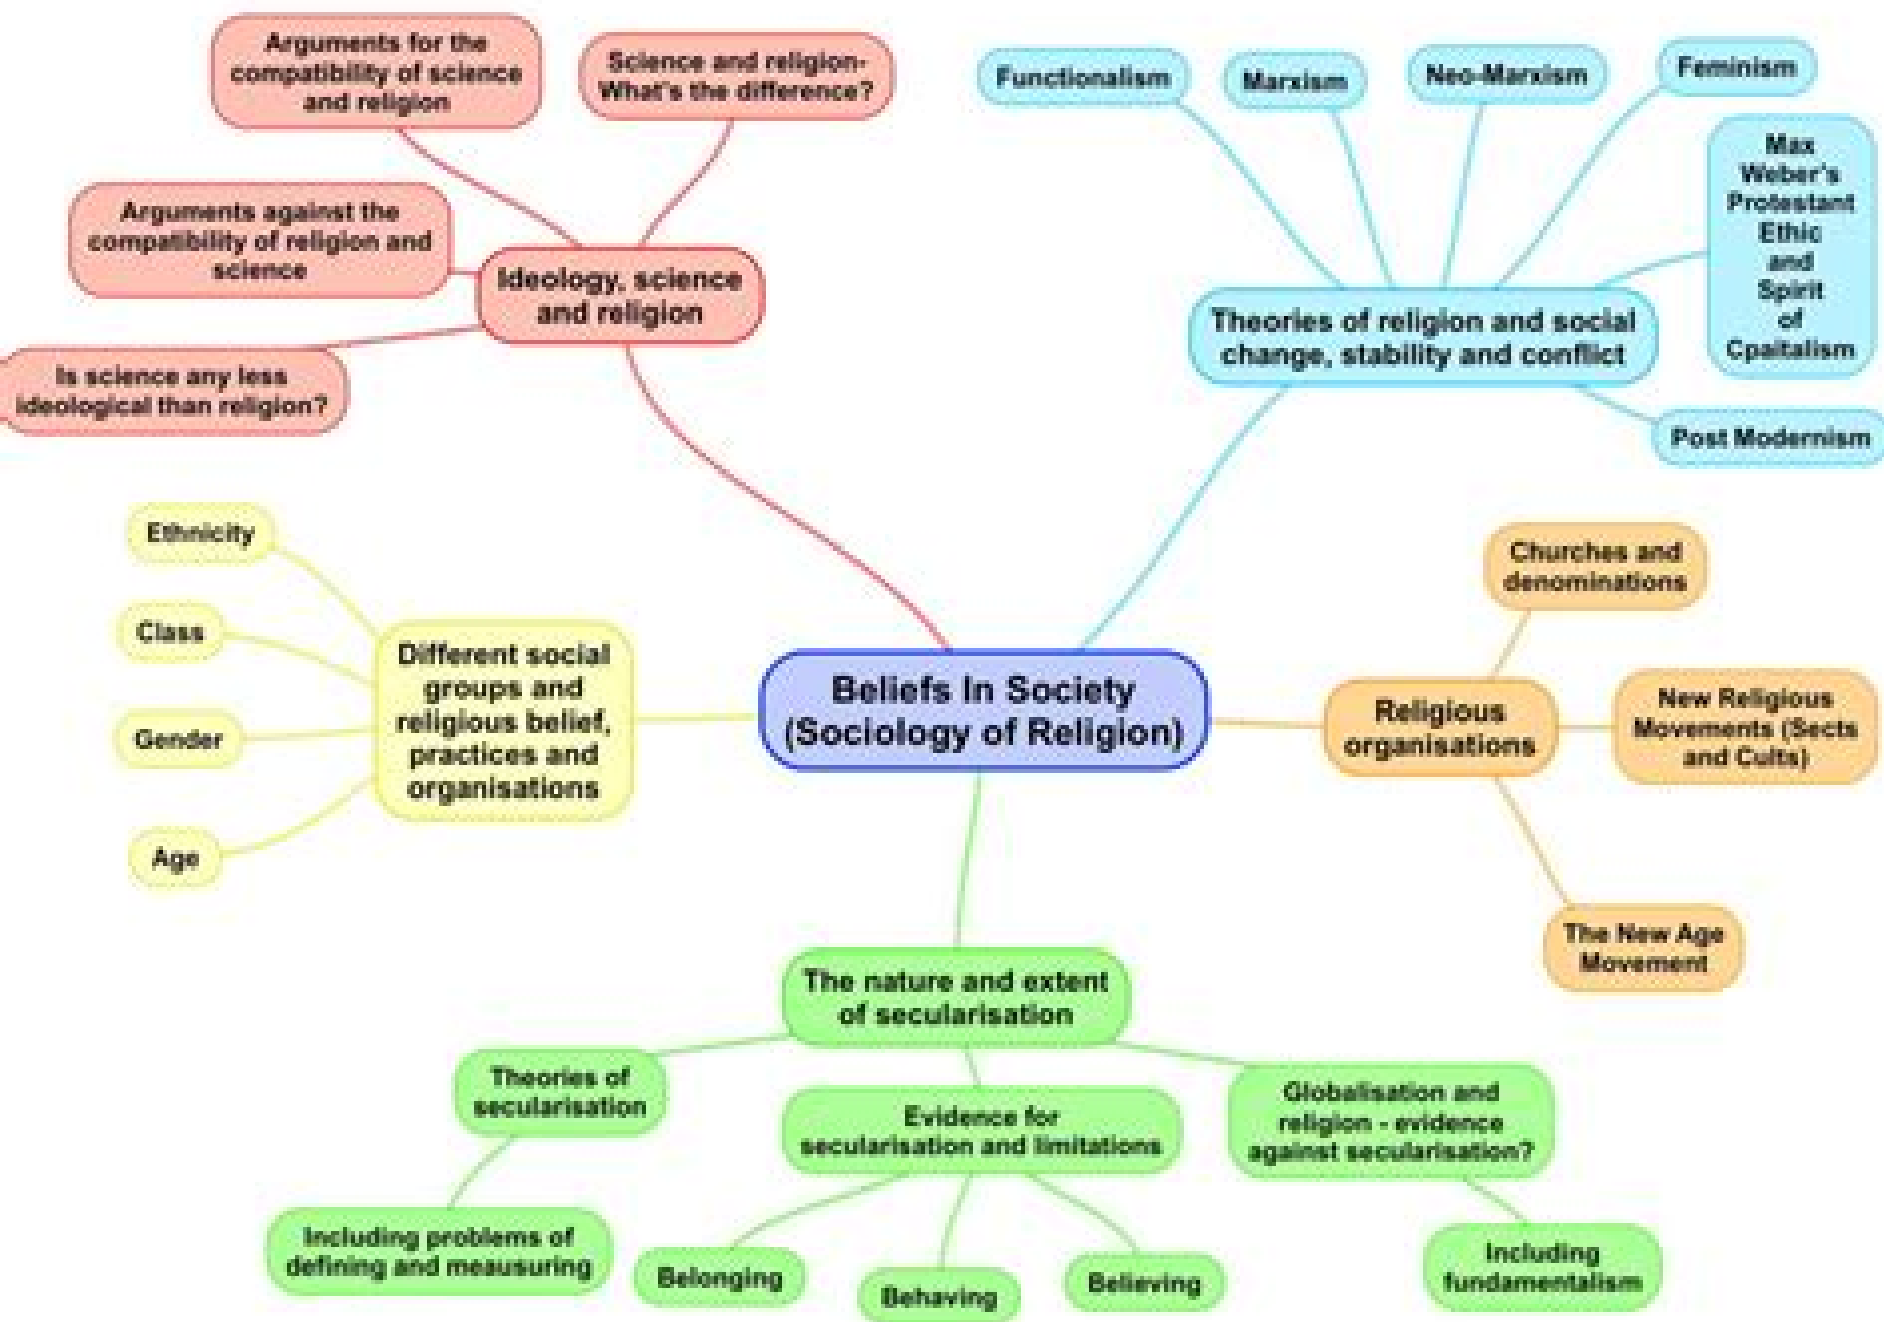 Arguments for the
compatibility of science
and religion
Science and religion-
What's the difference?
Arguments against the
compatibility of religion and
science
Ideology, science
and religion
Is science any less
ideological than religion?
Functionalism
Marxism
Neo-Marxism
Feminism
Max
Weber's
Protestant
Ethic
and
Spirit
of
Cpaitalism
Theories of religion and social
change, stability and conflict
Post Modernism
Ethnicity
Class
Gender
Age
Different social
groups and
religious belief,
practices and
organisations
Beliefs In Society
(Sociology of Religion)
Churches and
denominations
Religious
organisations
New Religious
Movements (Sects
and Cults)
The New Age
Movement
The nature and extent
of secularisation
Theories of
secularisation
Evidence for
secularisation and limitations
Globalisation and
religion - evidence
against secularisation?
Including problems of
defining and meausuring
Belonging
Behaving
Believing
Including
fundamentalism